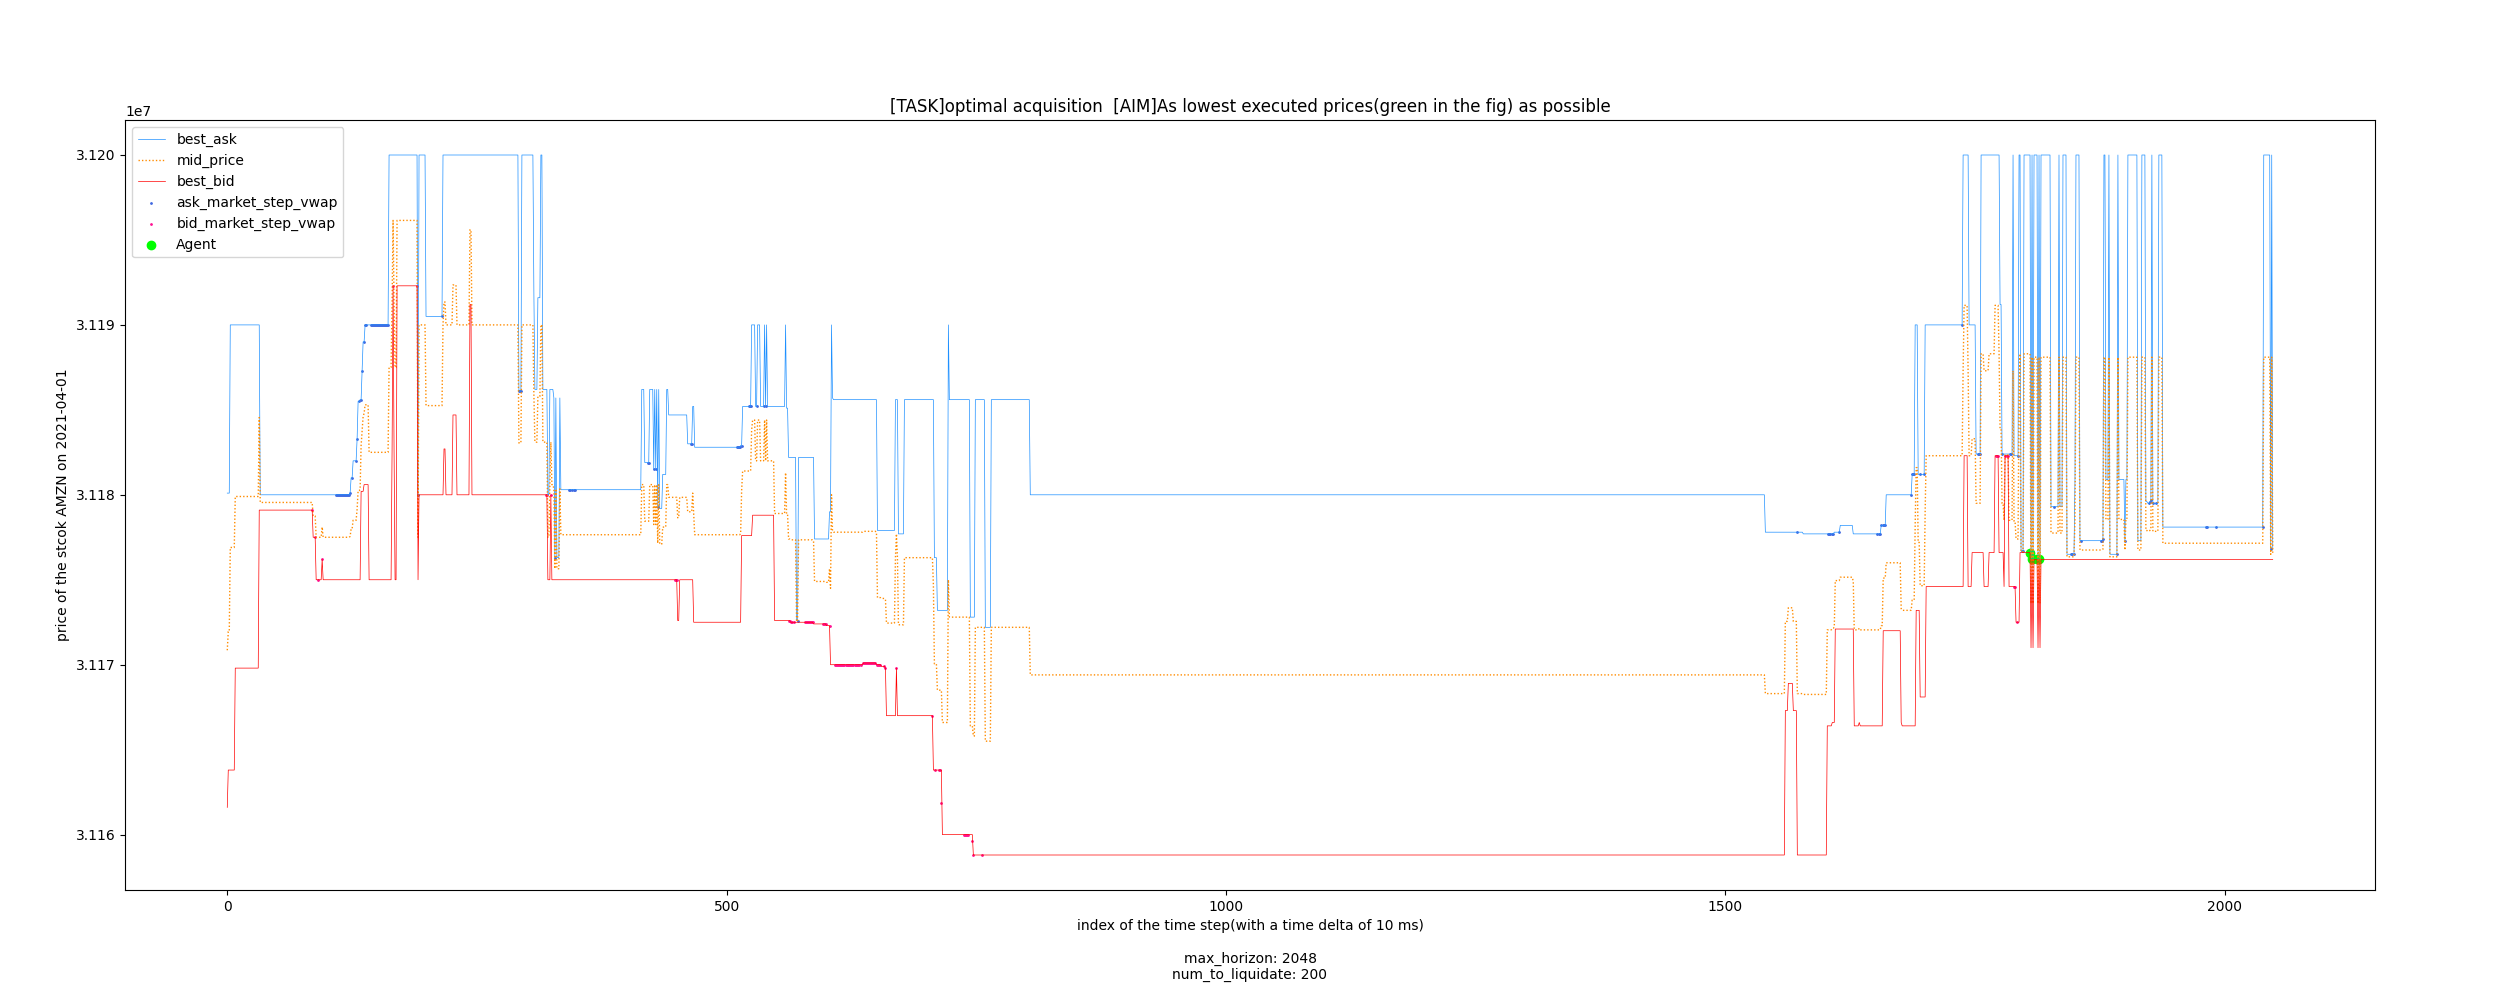 [TASK]optimal acquisition  [AIM]As lowest executed prices(green in the fig) as possible
1e7
best_ask
mid_price
best_bid
ask_market_step_vwap
bid_market_step_vwap
Agent
3.120
3.119
3.118
3.117
3.116
price of the stcok AMZN on 2021-04-01
0
500
1000
1500
2000
index of the time step(with a time delta of 10 ms)
max_horizon: 2048
num_to_liquidate: 200